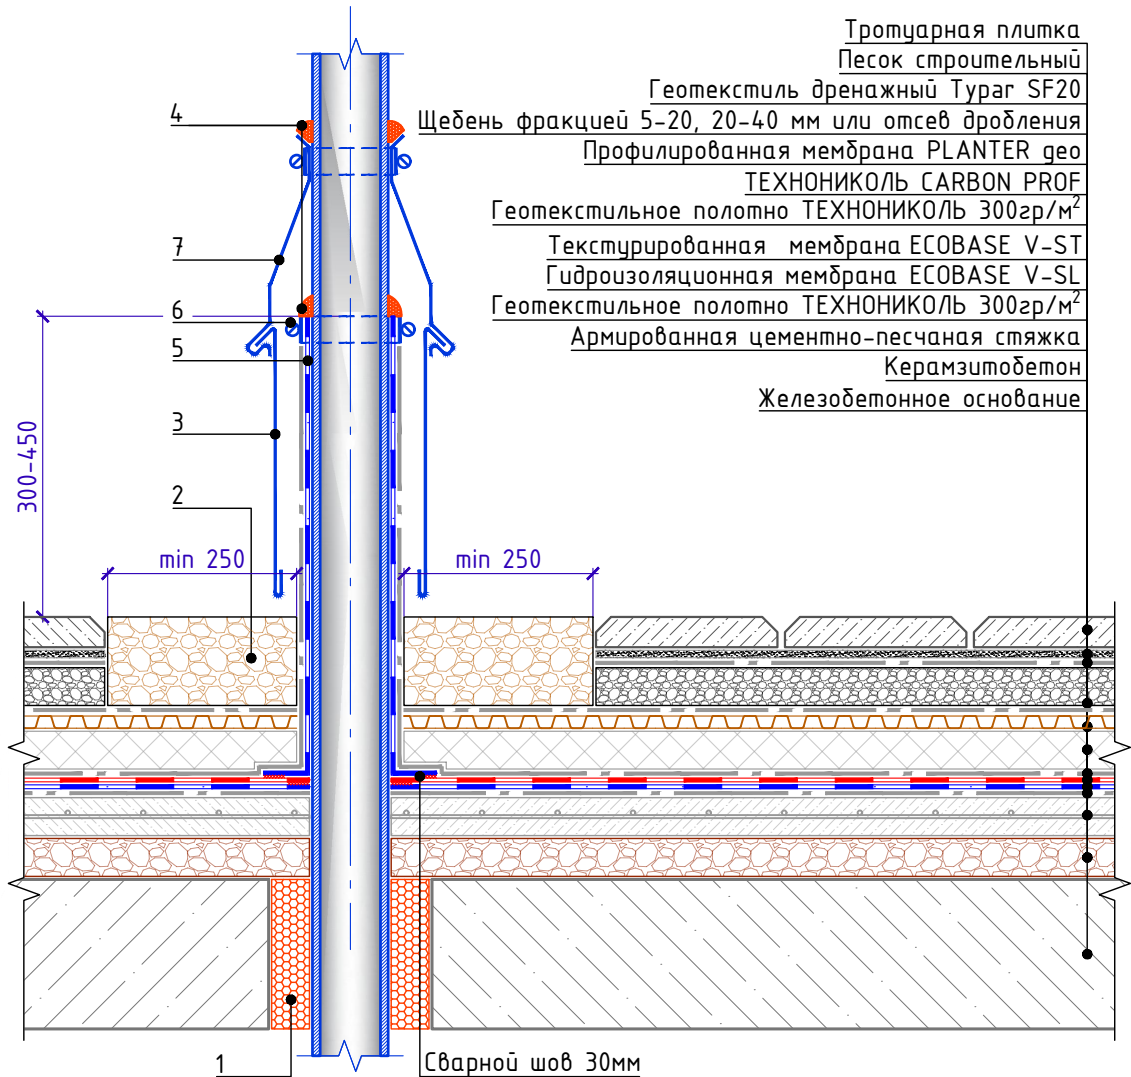 Тротуарная плитка
Песок строительный
Геотекстиль дренажный Typar SF20
Щебень фракцией 5-20, 20-40 мм или отсев дробления
Профилированная мембрана PLANTER geo
ТЕХНОНИКОЛЬ CARBON PROF
Геотекстильное полотно ТЕХНОНИКОЛЬ 300гр/м²
Текстурированная мембрана ECOBASE V-ST
Гидроизоляционная мембрана ECOBASE V-SL
Геотекстильное полотно ТЕХНОНИКОЛЬ 300гр/м²
Армированная цементно-песчаная стяжка
Керамзитобетон
Железобетонное основание
4
7
6
5
3
2
300-450
min 250
min 250
1
Сварной шов 30мм